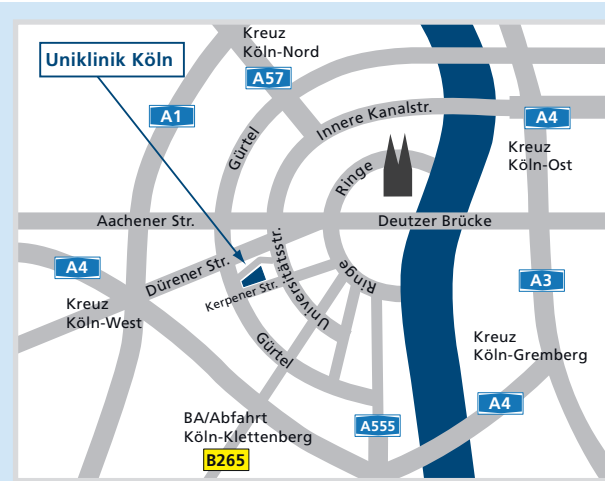 Kreuz
Köln-Nord
Uniklinik Köln
A57
A1
Gürtel
Innere Kanalstr.
A4
Kreuz
Köln-Ost
Ringe
Aachener Str.
Deutzer Brücke
A4
Dürener Str.
Universitätsstr.
Kerpener Str.
Ringe
A3
Kreuz
Köln-West
Gürtel
Kreuz
Köln-Gremberg
A4
BA/Abfahrt
Köln-Klettenberg
A555
B265